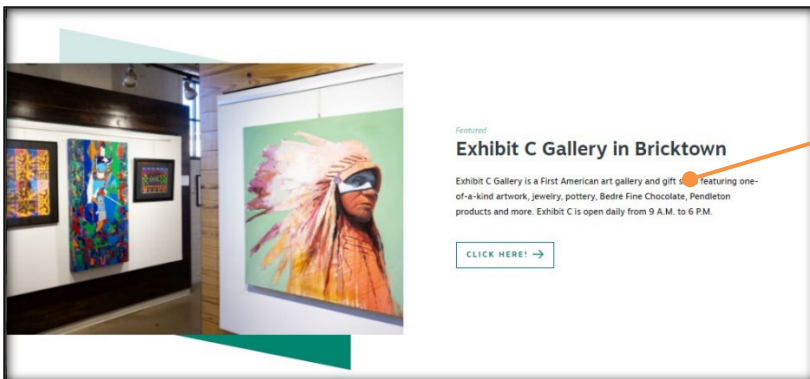 Featured
Exhibit C Gallery in Bricktown
Exhibit C Gallery is a First American art gallery and gift featuring one-
of-a-kind artwork, jewelry, pottery, Bedré Fine Chocolate, Pendleton
products and more. Exhibit C is open daily from 9 A.M. to 6 P.M.
CLICK HERE! →